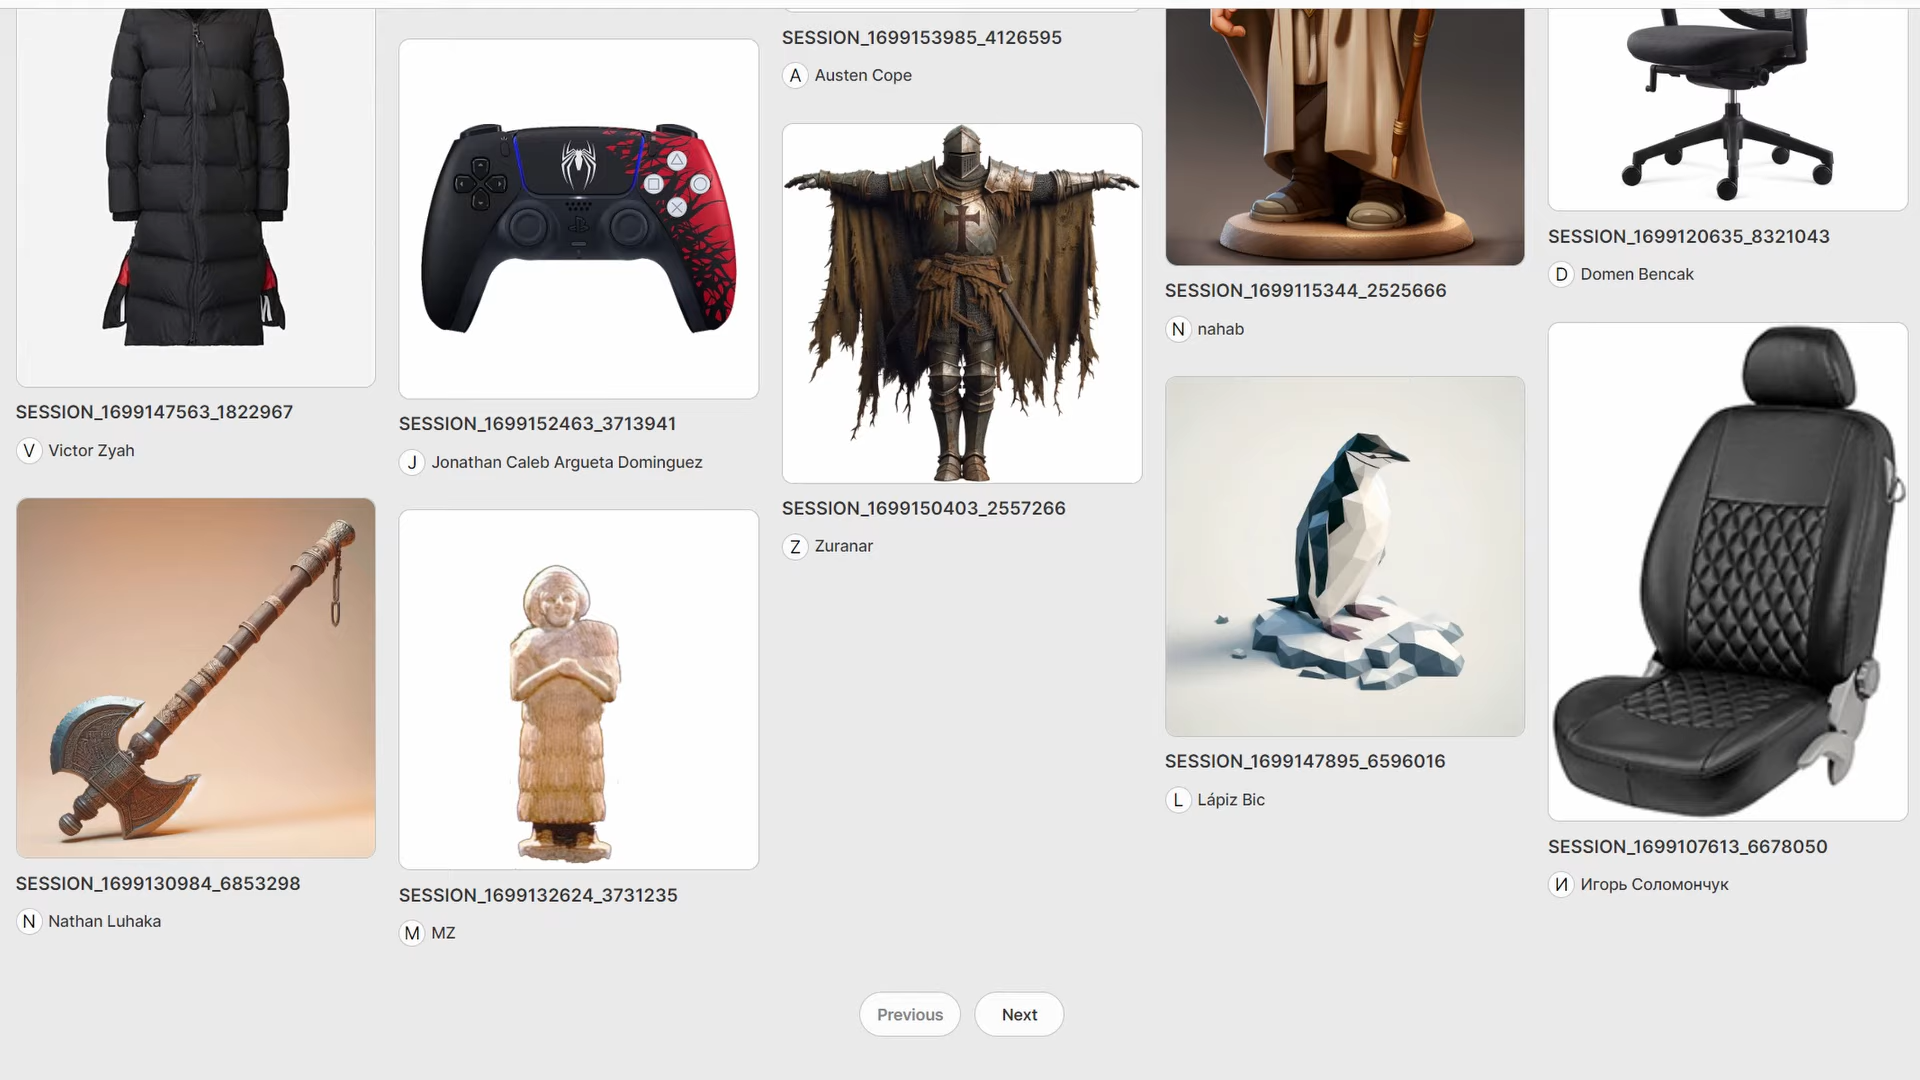 SESSION_1699147563_1822967
V Victor Zyah
SESSION_1699130984_6853298
N Nathan Luhaka
SESSION_1699152463_3713941
J Jonathan Caleb Argueta Dominguez
SESSION_1699132624_3731235
M MZ
SESSION_1699153985_4126595
A Austen Cope
SESSION_1699150403_2557266
Z Zuranar
SESSION_1699115344_2525666
N nahab
SESSION_1699147895_6596016
L Lápiz Bic
SESSION_1699120635_8321043
D Domen Bencak
SESSION_1699107613_6678050
И Игорь Соломончук
Previous
Next